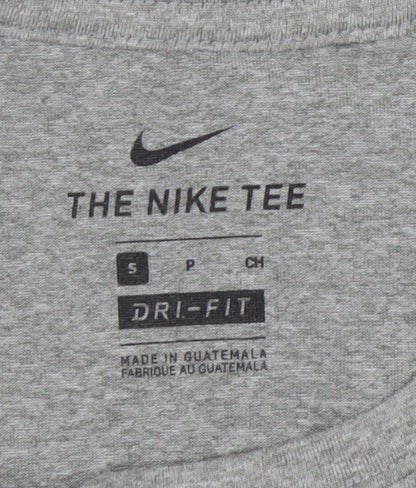 THE NIKE TEE
S P CH
DRI-FIT
MADE IN GUATEMALA
FABRIQUE AU GUATEMALA